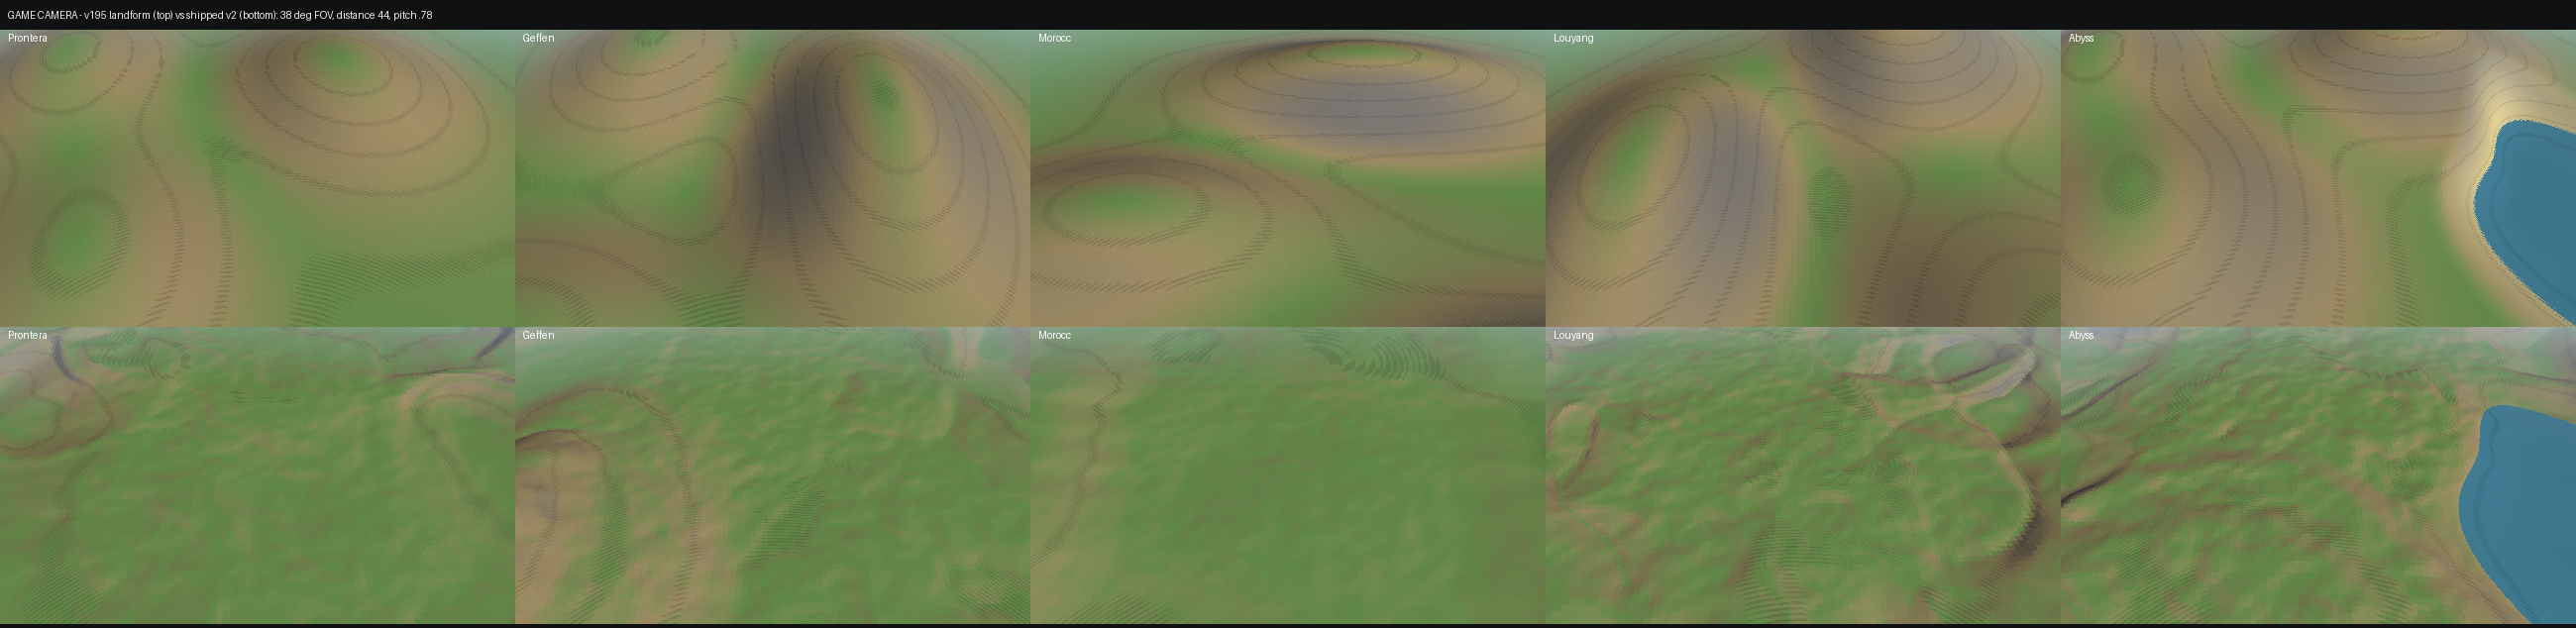 GAME CAMERA - v195 landform (top) vs shipped v2 (bottom): 38 deg FOV, distance 44, pitch .78
Prontera
Geffen
Morocc
Louyang
Abyss
Prontera
Geffen
Morocc
Louyang
Abyss